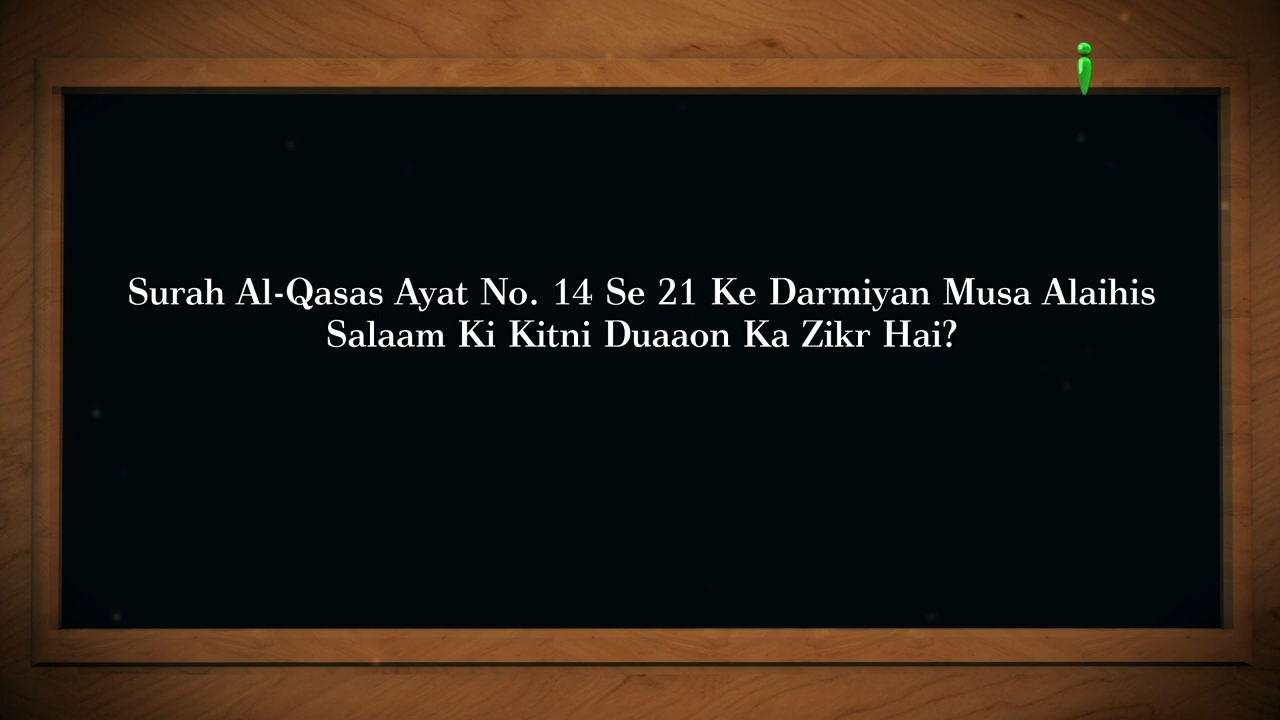 Surah Al-Qasas Ayat No. 14 Se 21 Ke Darmiyan Musa Alaihis
Salaam Ki Kitni Duaaon Ka Zikr Hai?